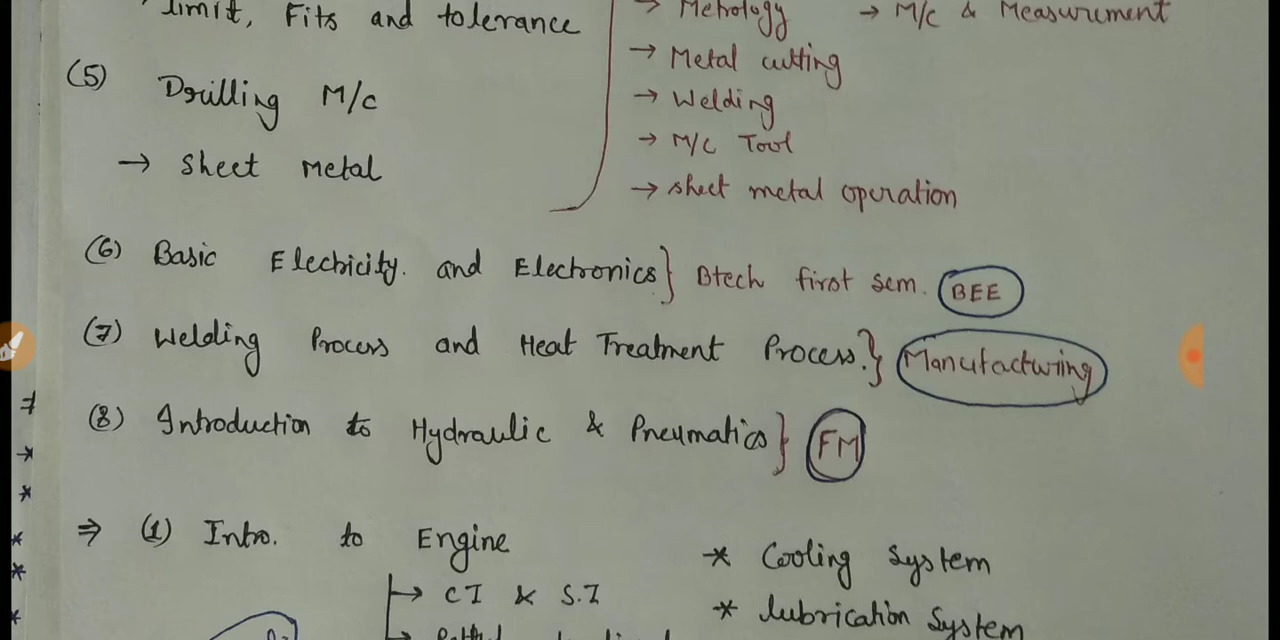 limit, Fits and tolerance
→ Metrology → M/C & Measurement
→ Metal cutting
(5) Drilling M/C
→ Welding
→ M/C Tool
→ Sheet Metal
→ sheet metal operation
(6) Basic Electricity. and Electronics} Btech first sem. BEE
(7) Welding Process and Heat Treatment Process.} Manufacturing
(8) Introduction to Hydraulic & Pneumatics} FM
⇒ (1) Intro. to Engine
* Cooling System
→ CI & S.I
* lubrication System